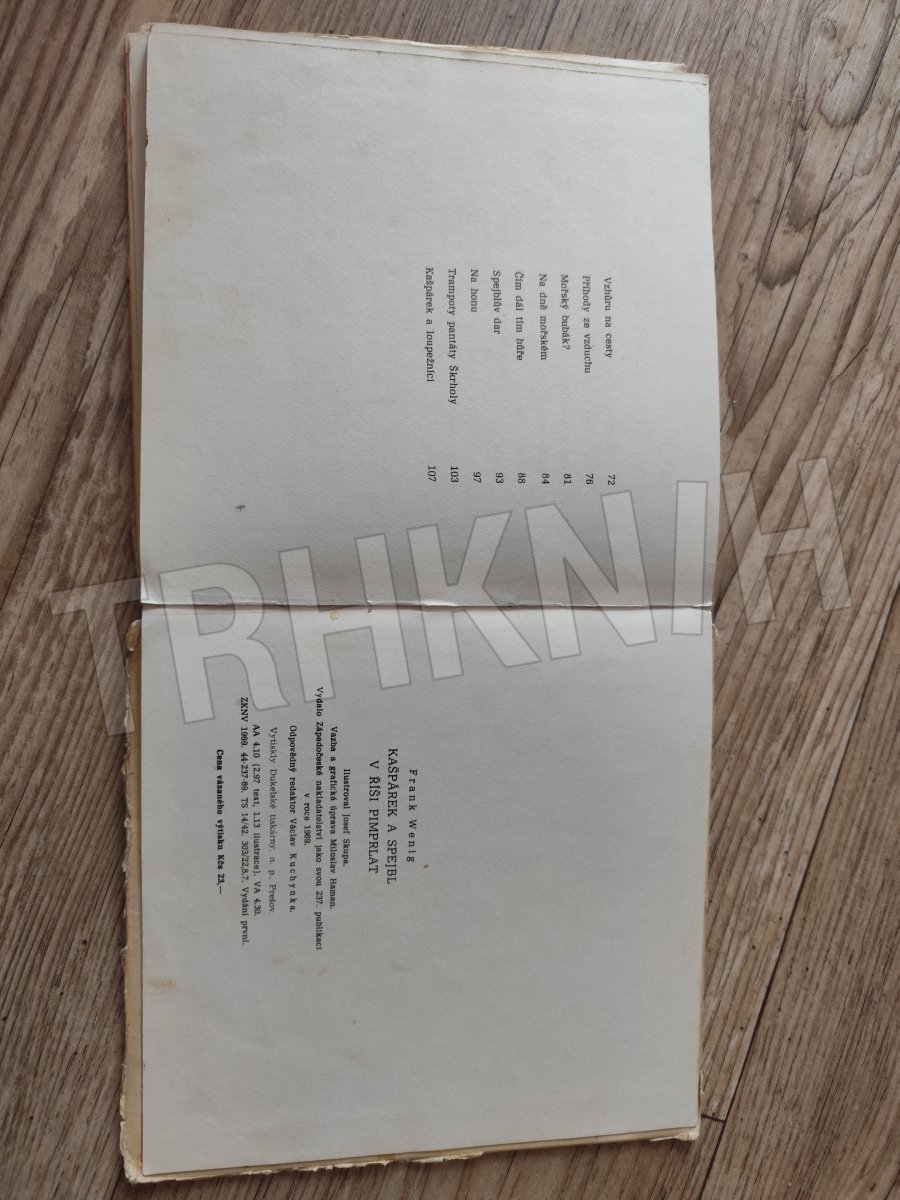 Vzhůru na cesty 72
Příhody ze vzduchu 76
Mořský bubák? 81
Na dně mořském 84
Čím dál tím hůře 88
Spejblův dar 93
Na honu 97
Trampoty pantáty Škrholy 103
Kašpárek a loupežníci 107
Frank Wenig
KAŠPÁREK A SPEJBL
V ŘÍŠI PIMPRLAT
Ilustroval Josef Skupa.
Vazba a grafická úprava Miloslav Haman.
Vydalo Západočeské nakladatelství jako svou 237. publikaci
v roce 1969.
Odpovědný redaktor Václav Kuchynka.
Vytiskly Dukelské tiskárny, n. p., Prešov.
AA 4.10 (2.97 text, 1.13 ilustrace). VA 4.30.
ZKNV 1969. 44-237-69. TS 14/42. 303/22,8.7. Vydání první.
Cena vázaného výtisku Kčs 23,—
TRHKNIH